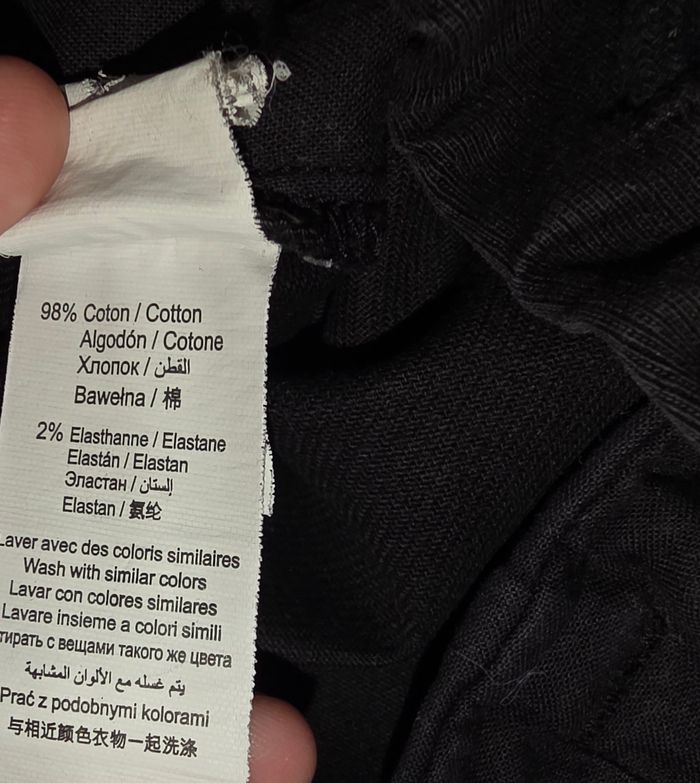 98% Coton / Cotton
Algodón / Cotone
Хлопок / القطن
Bawełna / 棉
2% Elasthanne / Elastane
Elastán / Elastan
Эластан / إلستان
Elastan / 氨纶
Laver avec des coloris similaires
Wash with similar colors
Lavar con colores similares
Lavare insieme a colori simili
тирать с вещами такого же цвета
يتم غسله مع الألوان المشابهة
Prać z podobnymi kolorami
与相近颜色衣物一起洗涤